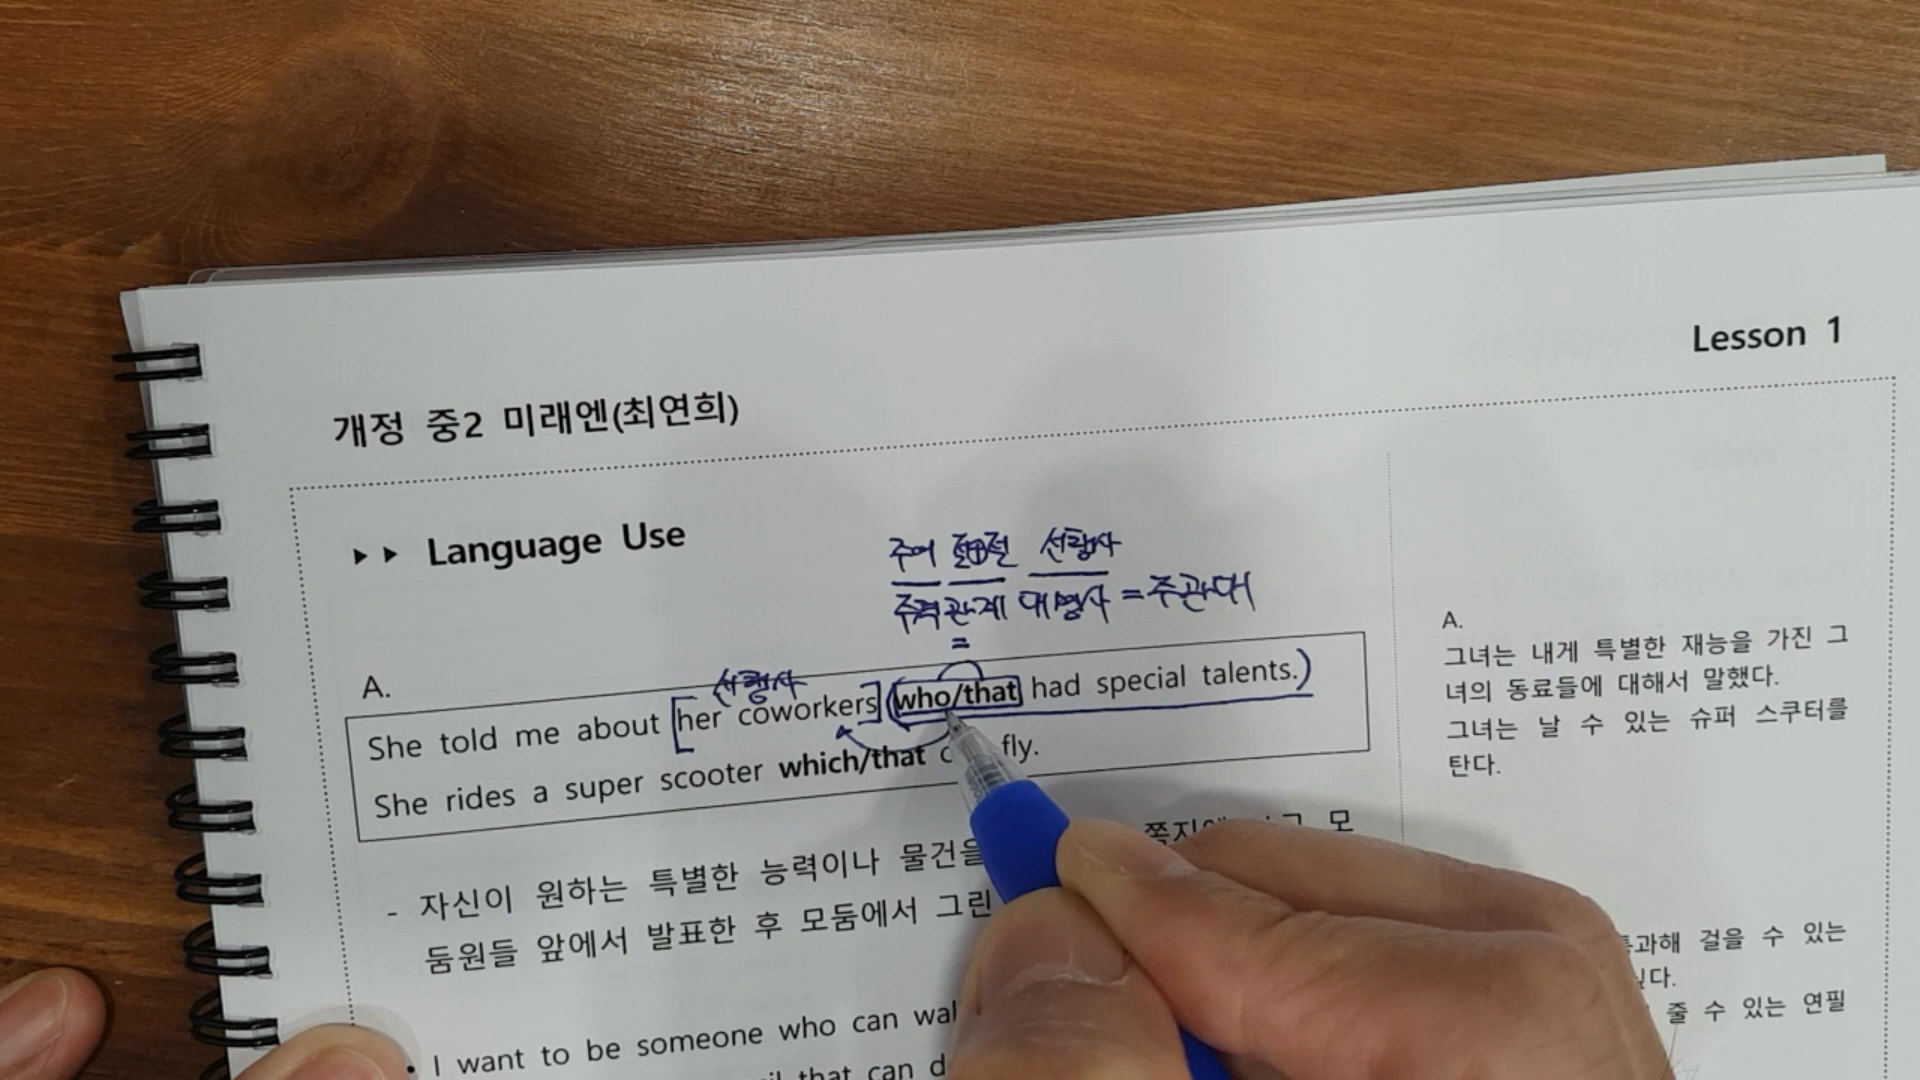 Lesson 1
개정 중2 미래엔(최연희)
▶ ▶ Language Use
주어 절⊕절 선행사
주격관계 대명사 = 주관대
=
A.
선행사
She told me about [her coworkers] (who/that had special talents.)
She rides a super scooter which/that fly.
- 자신이 원하는 특별한 능력이나 물건을 모
둠원들 앞에서 발표한 후 모둠에서 그린
• I want to be someone who can
that can
A.
그녀는 내게 특별한 재능을 가진 그
녀의 동료들에 대해서 말했다.
그녀는 날 수 있는 슈퍼 스쿠터를
탄다.
통과해 걸을 수 있는
줄 수 있는 연필